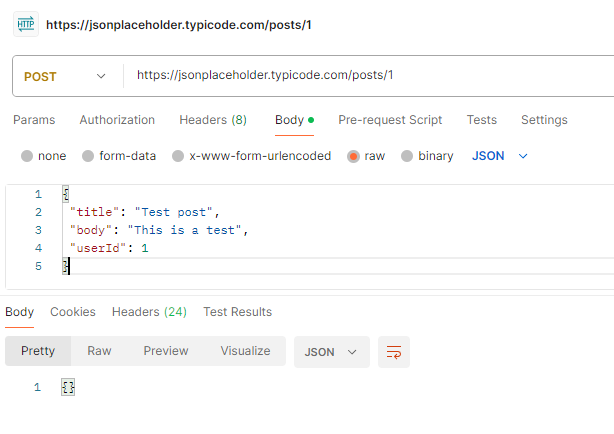 HTTP https://jsonplaceholder.typicode.com/posts/1
POST https://jsonplaceholder.typicode.com/posts/1
Params Authorization Headers (8) Body Pre-request Script Tests Settings
none form-data x-www-form-urlencoded raw binary JSON
1 {
2 "title": "Test post",
3 "body": "This is a test",
4 "userId": 1
5 }
Body Cookies Headers (24) Test Results
Pretty Raw Preview Visualize JSON
1 {}